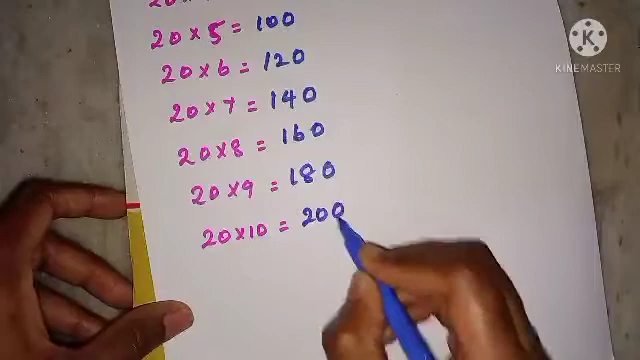 20 × 5 = 100
20 × 6 = 120
20 × 7 = 140
20 × 8 = 160
20 × 9 = 180
20 × 10 = 200
K
KINEMASTER